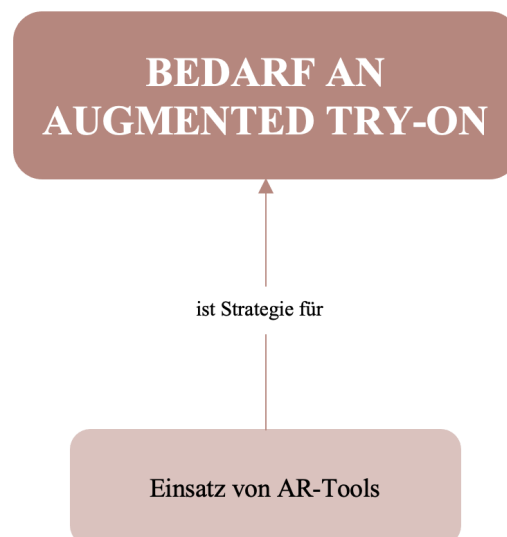 BEDARF AN
AUGMENTED TRY-ON
ist Strategie für
Einsatz von AR-Tools